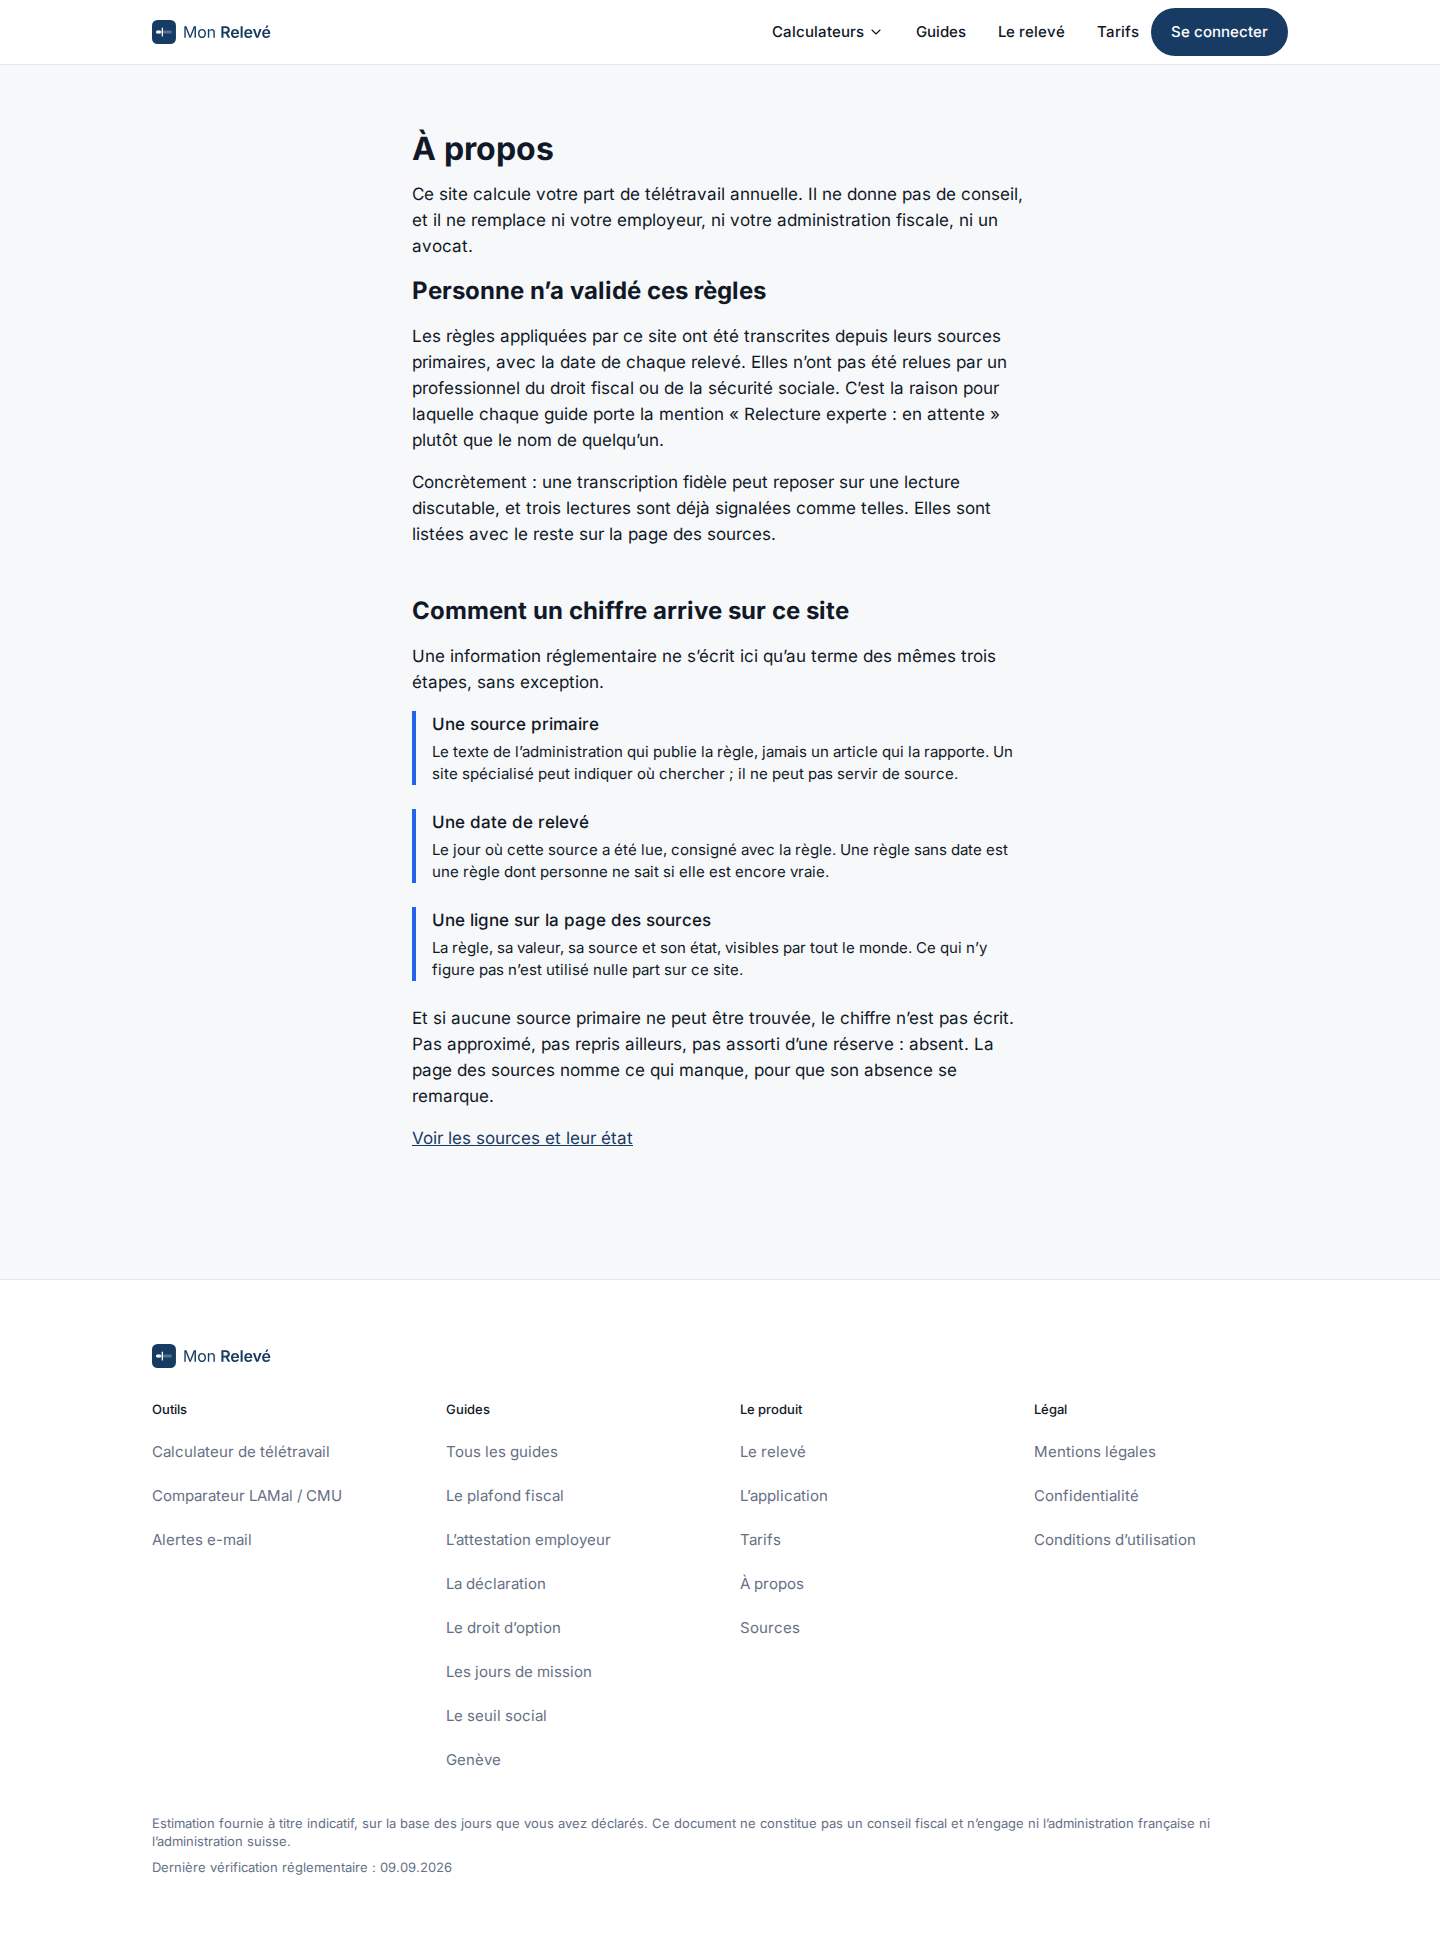 Mon Relevé
Calculateurs
Guides
Le relevé
Tarifs
Se connecter
À propos
Ce site calcule votre part de télétravail annuelle. Il ne donne pas de conseil,
et il ne remplace ni votre employeur, ni votre administration fiscale, ni un
avocat.
Personne n’a validé ces règles
Les règles appliquées par ce site ont été transcrites depuis leurs sources
primaires, avec la date de chaque relevé. Elles n’ont pas été relues par un
professionnel du droit fiscal ou de la sécurité sociale. C’est la raison pour
laquelle chaque guide porte la mention « Relecture experte : en attente »
plutôt que le nom de quelqu’un.
Concrètement : une transcription fidèle peut reposer sur une lecture
discutable, et trois lectures sont déjà signalées comme telles. Elles sont
listées avec le reste sur la page des sources.
Comment un chiffre arrive sur ce site
Une information réglementaire ne s’écrit ici qu’au terme des mêmes trois
étapes, sans exception.
Une source primaire
Le texte de l’administration qui publie la règle, jamais un article qui la rapporte. Un
site spécialisé peut indiquer où chercher ; il ne peut pas servir de source.
Une date de relevé
Le jour où cette source a été lue, consigné avec la règle. Une règle sans date est
une règle dont personne ne sait si elle est encore vraie.
Une ligne sur la page des sources
La règle, sa valeur, sa source et son état, visibles par tout le monde. Ce qui n’y
figure pas n’est utilisé nulle part sur ce site.
Et si aucune source primaire ne peut être trouvée, le chiffre n’est pas écrit.
Pas approximé, pas repris ailleurs, pas assorti d’une réserve : absent. La
page des sources nomme ce qui manque, pour que son absence se
remarque.
Voir les sources et leur état
Mon Relevé
Outils
Calculateur de télétravail
Comparateur LAMal / CMU
Alertes e-mail
Guides
Tous les guides
Le plafond fiscal
L’attestation employeur
La déclaration
Le droit d’option
Les jours de mission
Le seuil social
Genève
Le produit
Le relevé
L’application
Tarifs
À propos
Sources
Légal
Mentions légales
Confidentialité
Conditions d’utilisation
Estimation fournie à titre indicatif, sur la base des jours que vous avez déclarés. Ce document ne constitue pas un conseil fiscal et n’engage ni l’administration française ni
l’administration suisse.
Dernière vérification réglementaire : 09.09.2026